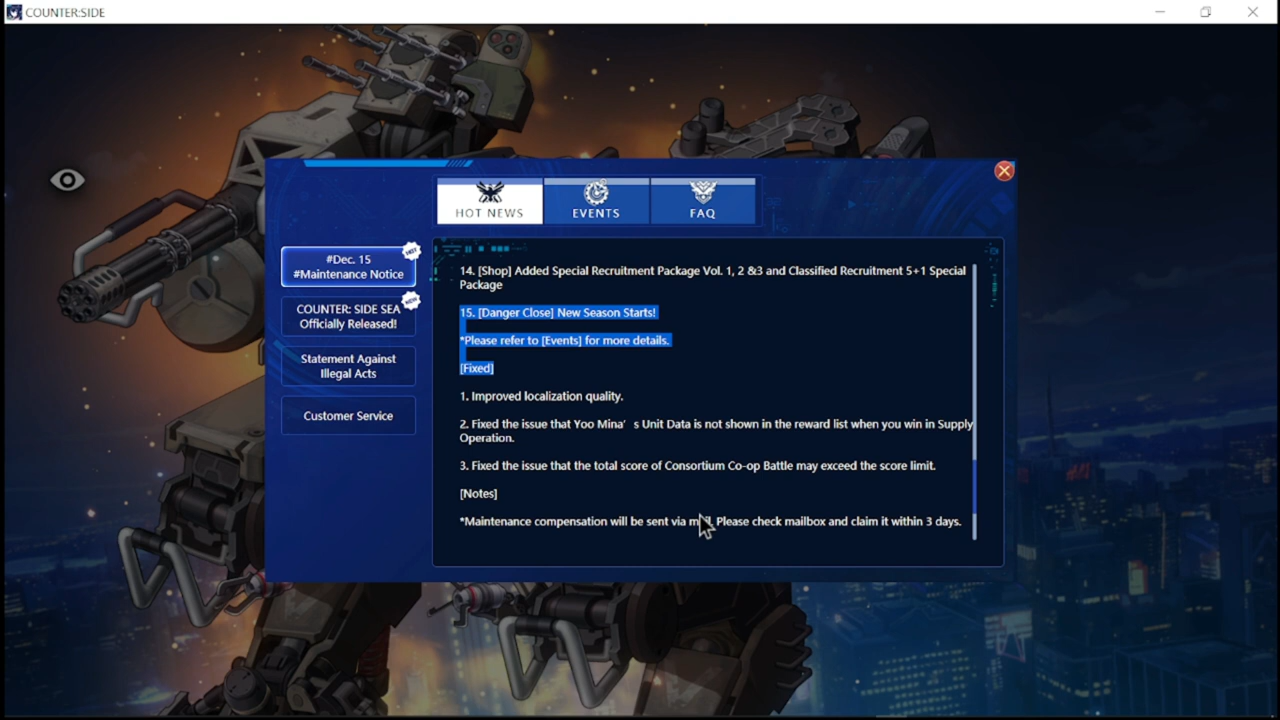 COUNTER:SIDE
HOT NEWS
EVENTS
FAQ
#Dec. 15
#Maintenance Notice
HOT
COUNTER: SIDE SEA
Officially Released!
NEW
Statement Against
Illegal Acts
Customer Service
14. [Shop] Added Special Recruitment Package Vol. 1, 2 &3 and Classified Recruitment 5+1 Special
Package
15. [Danger Close] New Season Starts!
*Please refer to [Events] for more details.
[Fixed]
1. Improved localization quality.
2. Fixed the issue that Yoo Mina’ s Unit Data is not shown in the reward list when you win in Supply
Operation.
3. Fixed the issue that the total score of Consortium Co-op Battle may exceed the score limit.
[Notes]
*Maintenance compensation will be sent via Please check mailbox and claim it within 3 days.